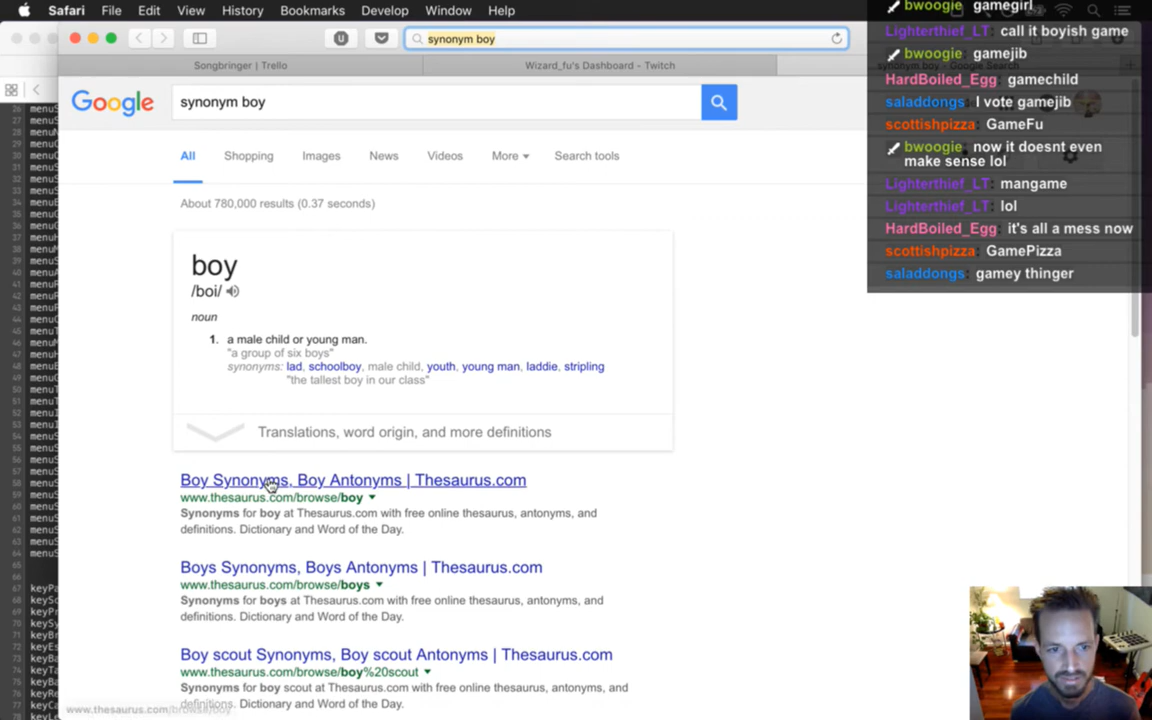 Safari File Edit View History Bookmarks Develop Window Help
synonym boy
Songbringer | Trello
Wizard_fu's Dashboard - Twitch
synonym boy - Google Search
Google
synonym boy
All Shopping Images News Videos More Search tools
About 780,000 results (0.37 seconds)
boy
/boi/
noun
1. a male child or young man.
"a group of six boys"
synonyms: lad, schoolboy, male child, youth, young man, laddie, stripling
"the tallest boy in our class"
Translations, word origin, and more definitions
Boy Synonyms, Boy Antonyms | Thesaurus.com
www.thesaurus.com/browse/boy
Synonyms for boy at Thesaurus.com with free online thesaurus, antonyms, and
definitions. Dictionary and Word of the Day.
Boys Synonyms, Boys Antonyms | Thesaurus.com
www.thesaurus.com/browse/boys
Synonyms for boys at Thesaurus.com with free online thesaurus, antonyms, and
definitions. Dictionary and Word of the Day.
Boy scout Synonyms, Boy scout Antonyms | Thesaurus.com
www.thesaurus.com/browse/boy%20scout
Synonyms for boy scout at Thesaurus.com with free online thesaurus, antonyms, and
definitions. Dictionary and Word of the Day.
www.thesaurus.com/browse/boy
bwoogie: gamegirl
Lighterthief_LT: call it boyish game
bwoogie: gamejib
HardBoiled_Egg: gamechild
saladdongs: I vote gamejib
scottishpizza: GameFu
bwoogie: now it doesnt even
make sense lol
Lighterthief_LT: mangame
Lighterthief_LT: lol
HardBoiled_Egg: it's all a mess now
scottishpizza: GamePizza
saladdongs: gamey thinger